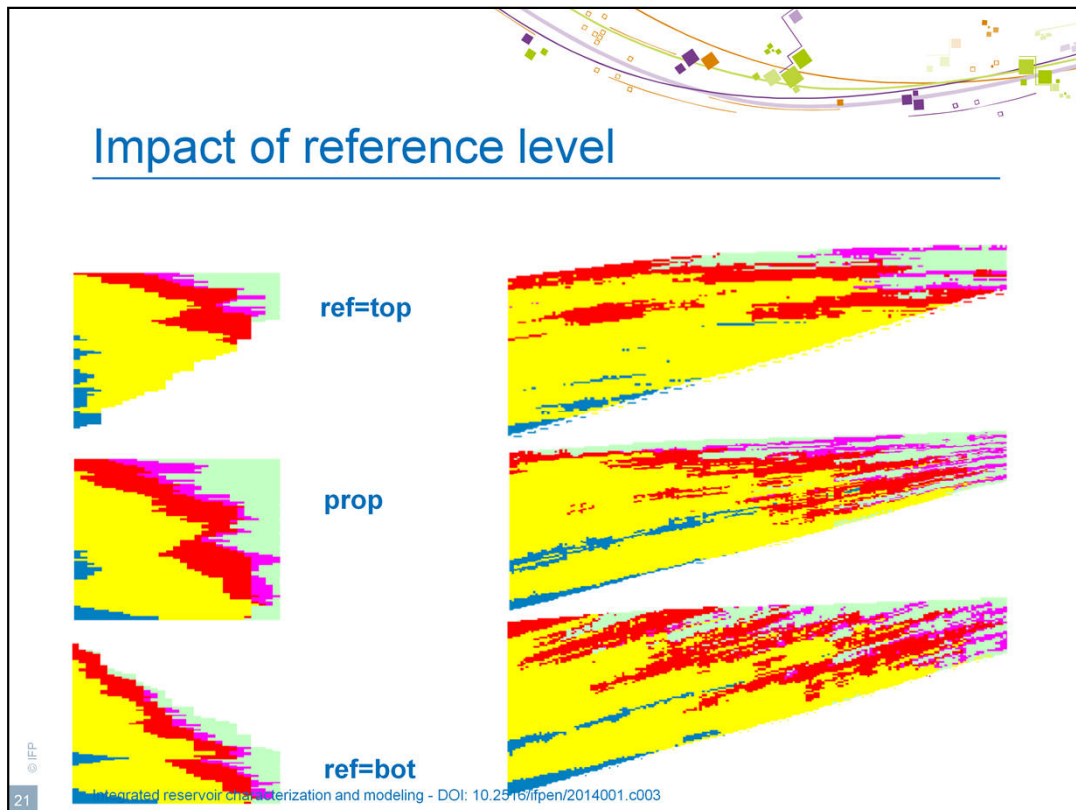 Impact of reference level
ref=top
prop
ref=bot
© IFP
21
Integrated reservoir characterization and modeling - DOI: 10.2516/ifpen/2014001.c003